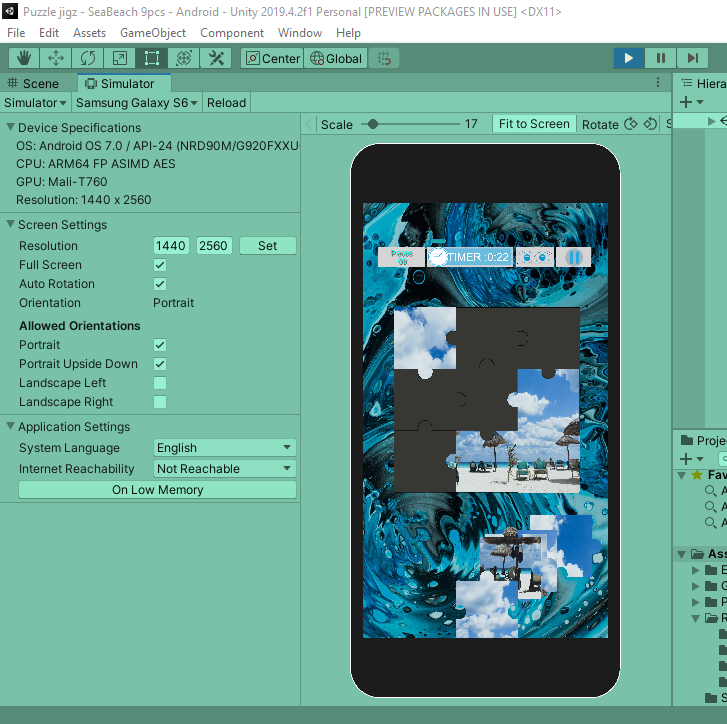 Puzzle jigz - SeaBeach 9pcs - Android - Unity 2019.4.2f1 Personal [PREVIEW PACKAGES IN USE] <DX11>
File Edit Assets GameObject Component Window Help
Center Global
Scene Simulator Hiera
Simulator Samsung Galaxy S6 Reload
Scale 17 Fit to Screen Rotate S
Device Specifications
OS: Android OS 7.0 / API-24 (NRD90M/G920FXXU
CPU: ARM64 FP ASIMD AES
GPU: Mali-T760
Resolution: 1440 x 2560
Screen Settings
Resolution 1440 2560 Set
Full Screen
Auto Rotation
Orientation Portrait
Allowed Orientations
Portrait
Portrait Upside Down
Landscape Left
Landscape Right
Application Settings
System Language English
Internet Reachability Not Reachable
On Low Memory
TIMER :0:22
Projec
Fav
A
A
A
Ass
E
G
P
R
S